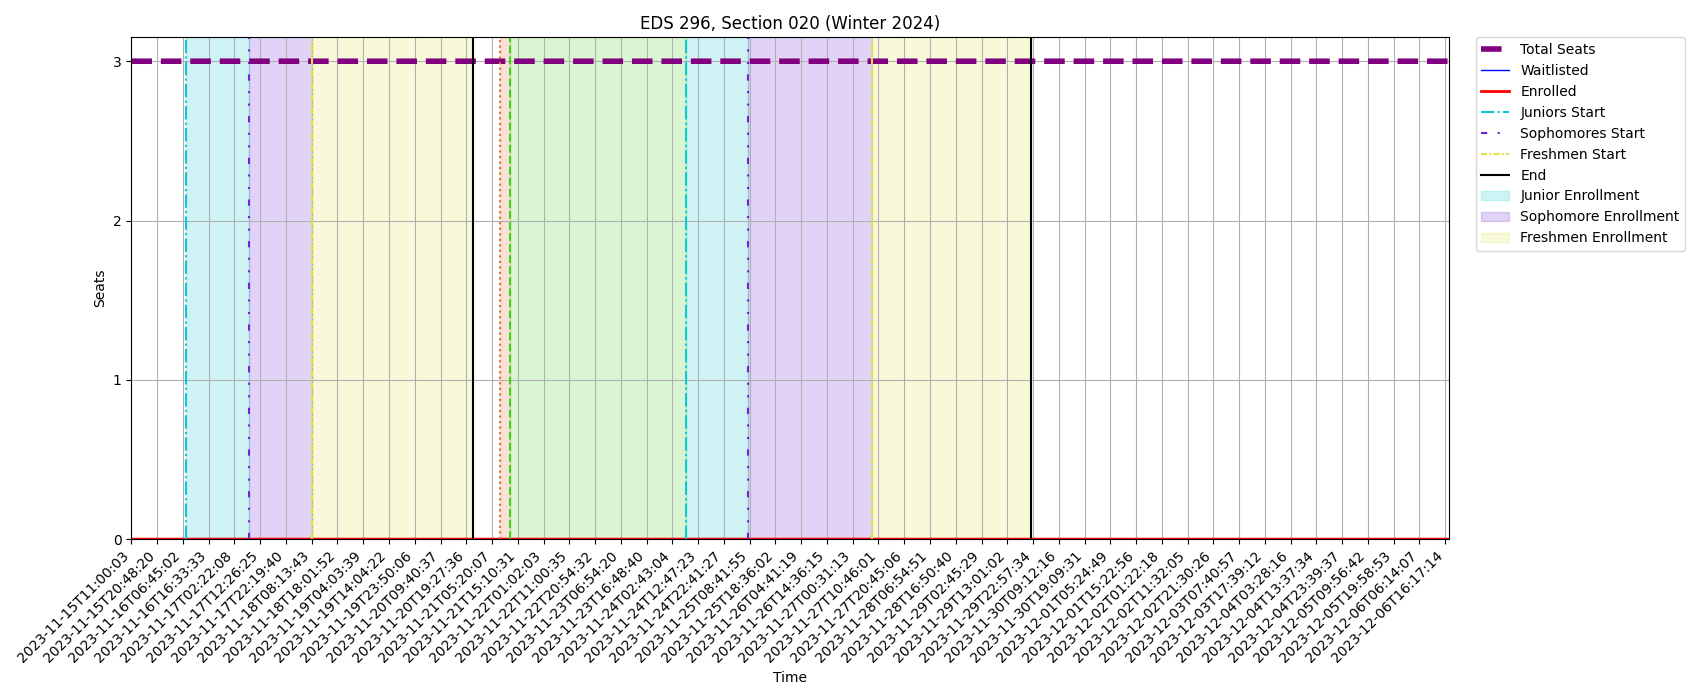 EDS 296, Section 020 (Winter 2024)
Seats
3
2
1
0
2023-11-15T11:00:03
2023-11-15T20:48:20
2023-11-16T06:45:02
2023-11-16T16:33:33
2023-11-17T02:22:08
2023-11-17T12:26:25
2023-11-17T22:19:40
2023-11-18T08:13:43
2023-11-18T18:01:52
2023-11-19T04:03:39
2023-11-19T14:04:22
2023-11-19T23:50:06
2023-11-20T09:40:37
2023-11-20T19:27:36
2023-11-21T05:20:07
2023-11-21T15:10:31
2023-11-22T01:02:03
2023-11-22T11:00:35
2023-11-22T20:54:32
2023-11-23T06:54:20
2023-11-23T16:48:40
2023-11-24T02:43:04
2023-11-24T12:47:23
2023-11-24T22:41:27
2023-11-25T08:41:55
2023-11-25T18:36:02
2023-11-26T04:41:19
2023-11-26T14:36:15
2023-11-27T00:31:13
2023-11-27T10:46:01
2023-11-27T20:45:06
2023-11-28T06:54:51
2023-11-28T16:50:40
2023-11-29T02:45:29
2023-11-29T13:01:02
2023-11-29T22:57:34
2023-11-30T09:12:16
2023-11-30T19:09:31
2023-12-01T05:24:49
2023-12-01T15:22:56
2023-12-02T01:22:18
2023-12-02T11:32:05
2023-12-02T21:30:26
2023-12-03T07:40:57
2023-12-03T17:39:12
2023-12-04T03:28:16
2023-12-04T13:37:34
2023-12-04T23:39:37
2023-12-05T09:56:42
2023-12-05T19:58:53
2023-12-06T06:14:07
2023-12-06T16:17:14
Time
Total Seats
Waitlisted
Enrolled
Juniors Start
Sophomores Start
Freshmen Start
End
Junior Enrollment
Sophomore Enrollment
Freshmen Enrollment